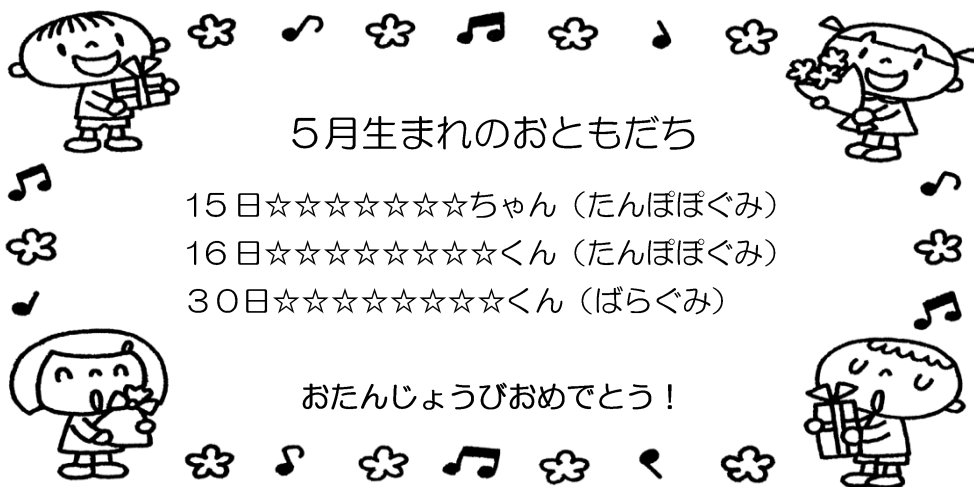 ５月生まれのおともだち
15日☆☆☆☆☆☆☆ちゃん（たんぽぽぐみ）
16日☆☆☆☆☆☆☆☆くん（たんぽぽぐみ）
３０日☆☆☆☆☆☆☆☆くん（ばらぐみ）
おたんじょうびおめでとう！